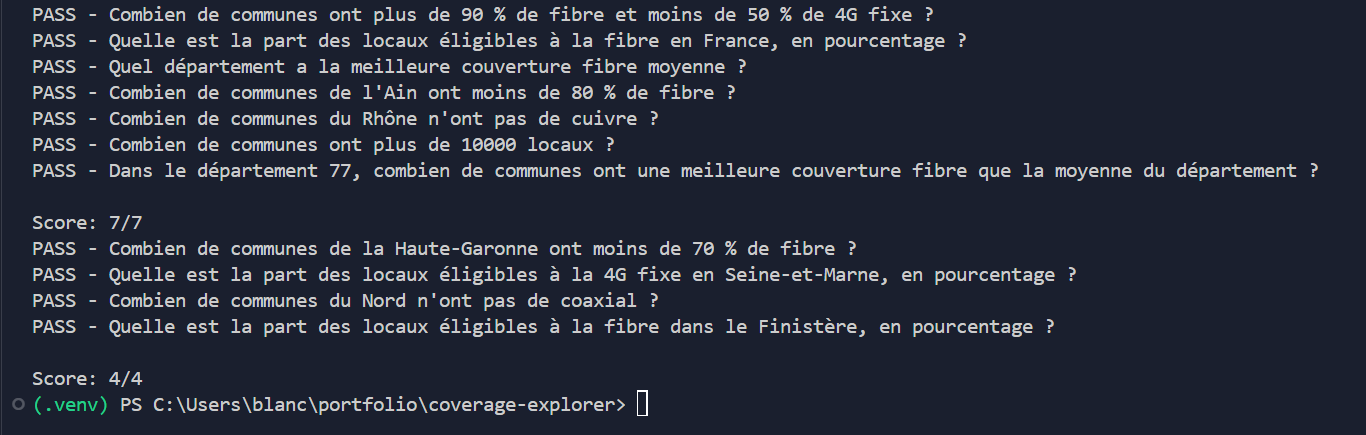 PASS - Combien de communes ont plus de 90 % de fibre et moins de 50 % de 4G fixe ?
PASS - Quelle est la part des locaux éligibles à la fibre en France, en pourcentage ?
PASS - Quel département a la meilleure couverture fibre moyenne ?
PASS - Combien de communes de l'Ain ont moins de 80 % de fibre ?
PASS - Combien de communes du Rhône n'ont pas de cuivre ?
PASS - Combien de communes ont plus de 10000 locaux ?
PASS - Dans le département 77, combien de communes ont une meilleure couverture fibre que la moyenne du département ?
Score: 7/7
PASS - Combien de communes de la Haute-Garonne ont moins de 70 % de fibre ?
PASS - Quelle est la part des locaux éligibles à la 4G fixe en Seine-et-Marne, en pourcentage ?
PASS - Combien de communes du Nord n'ont pas de coaxial ?
PASS - Quelle est la part des locaux éligibles à la fibre dans le Finistère, en pourcentage ?
Score: 4/4
(.venv) PS C:\Users\blanc\portfolio\coverage-explorer>